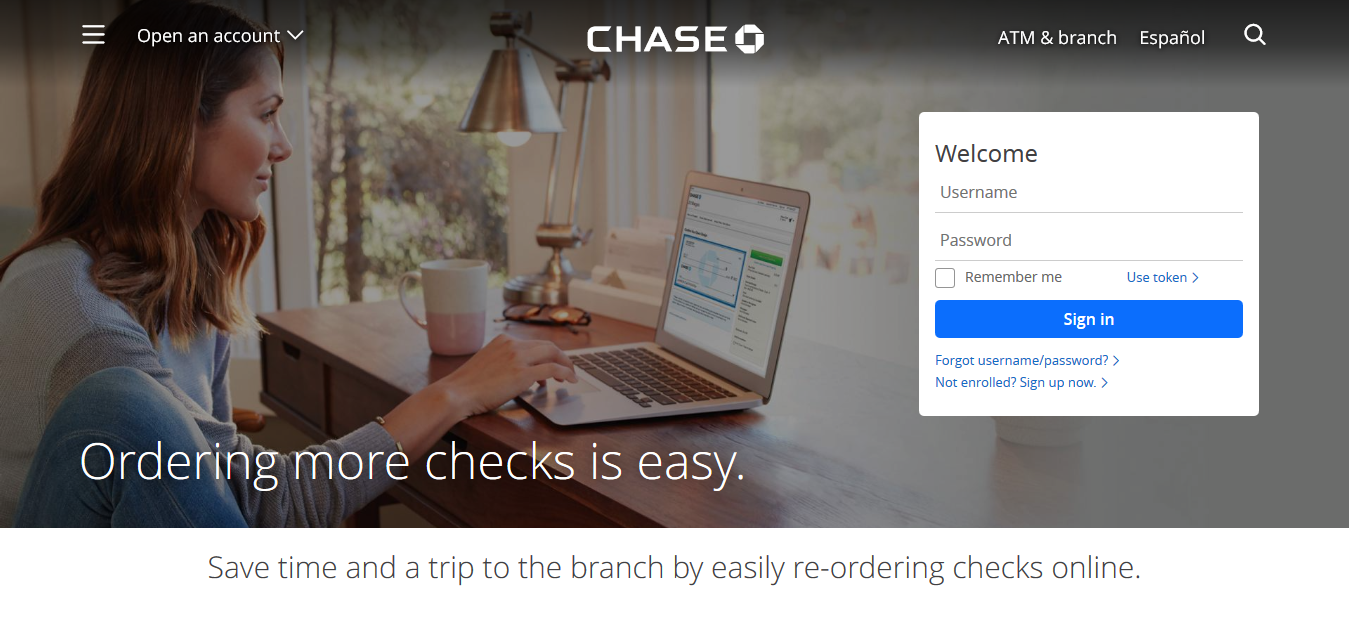 Open an account
CHASE
ATM & branch
Español
Welcome
Username
Password
Remember me
Use token
Sign in
Forgot username/password?
Not enrolled? Sign up now.
Ordering more checks is easy.
Save time and a trip to the branch by easily re-ordering checks online.